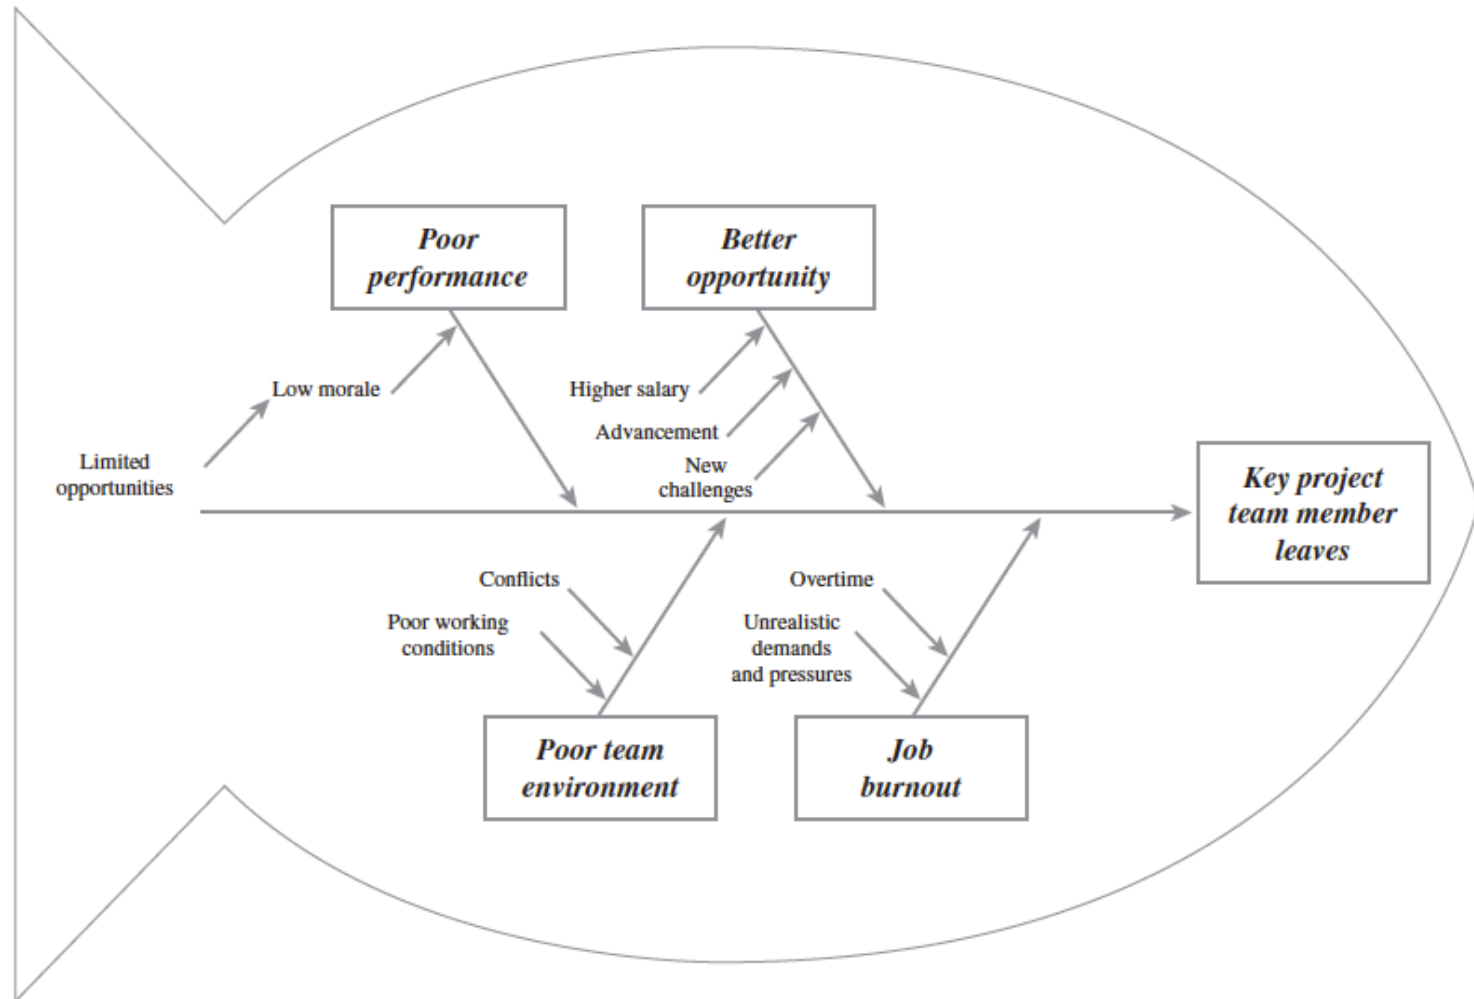 Poor
performance
Better
opportunity
Low morale
Higher salary
Advancement
Limited
opportunities
New
challenges
Key project
team member
leaves
Conflicts
Overtime
Poor working
conditions
Unrealistic
demands
and pressures
Poor team
environment
Job
burnout